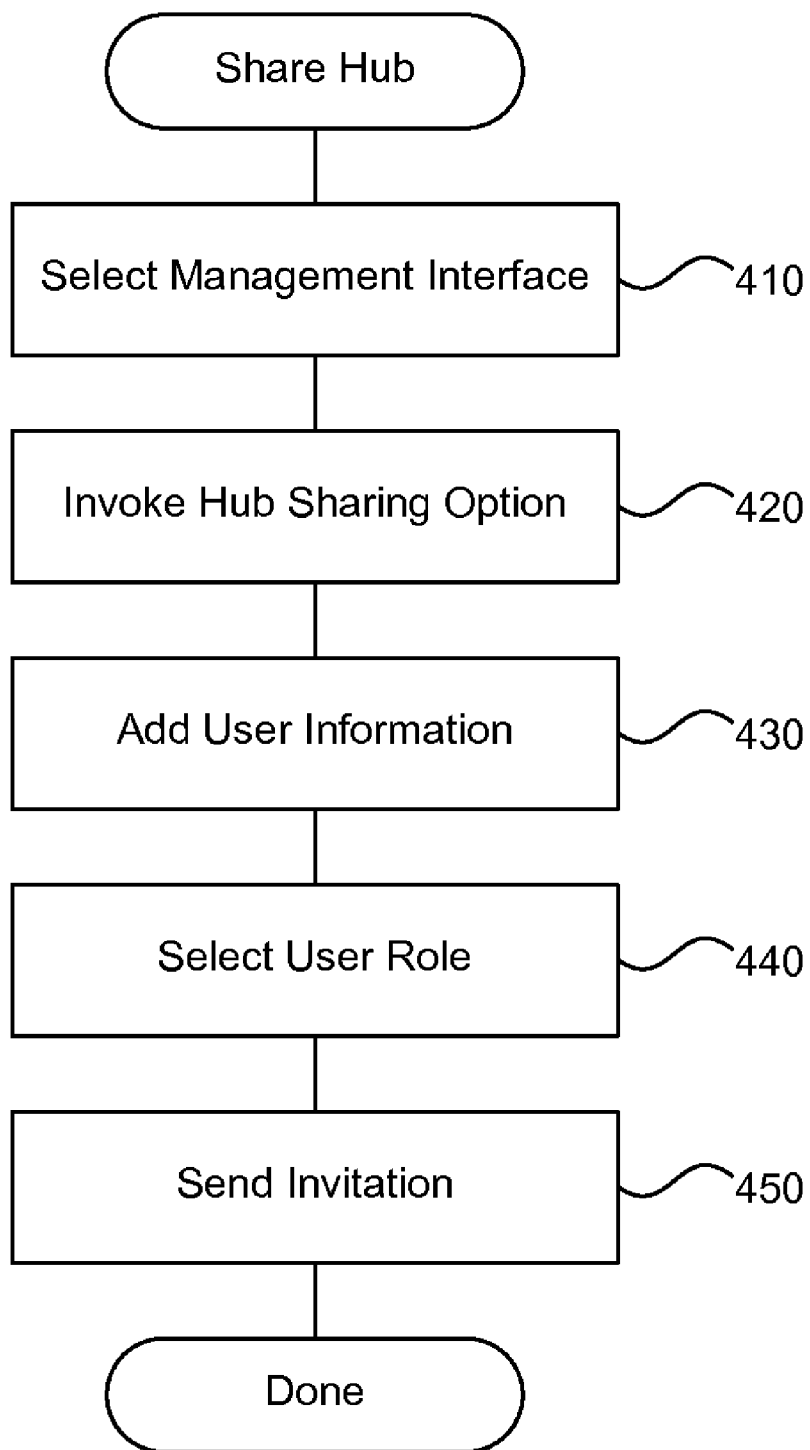 Share Hub
Select Management Interface
410
Invoke Hub Sharing Option
420
Add User Information
430
Select User Role
440
Send Invitation
450
Done